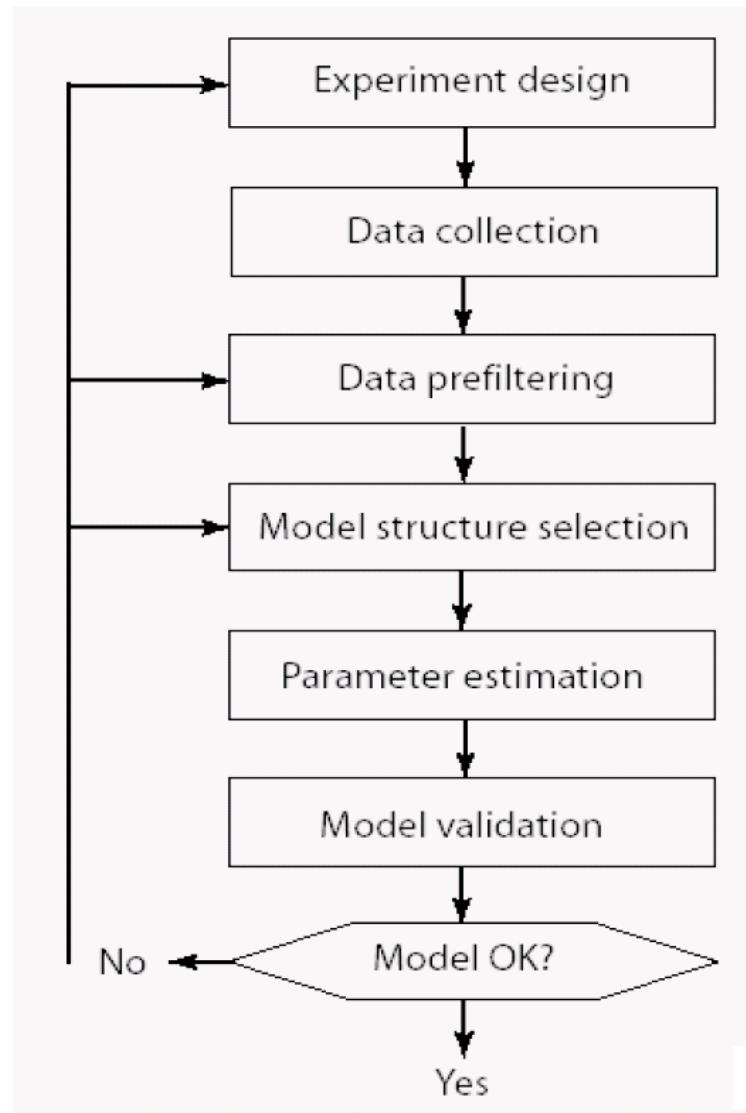 Experiment design
Data collection
Data prefiltering
Model structure selection
Parameter estimation
Model validation
Model OK?
No
Yes